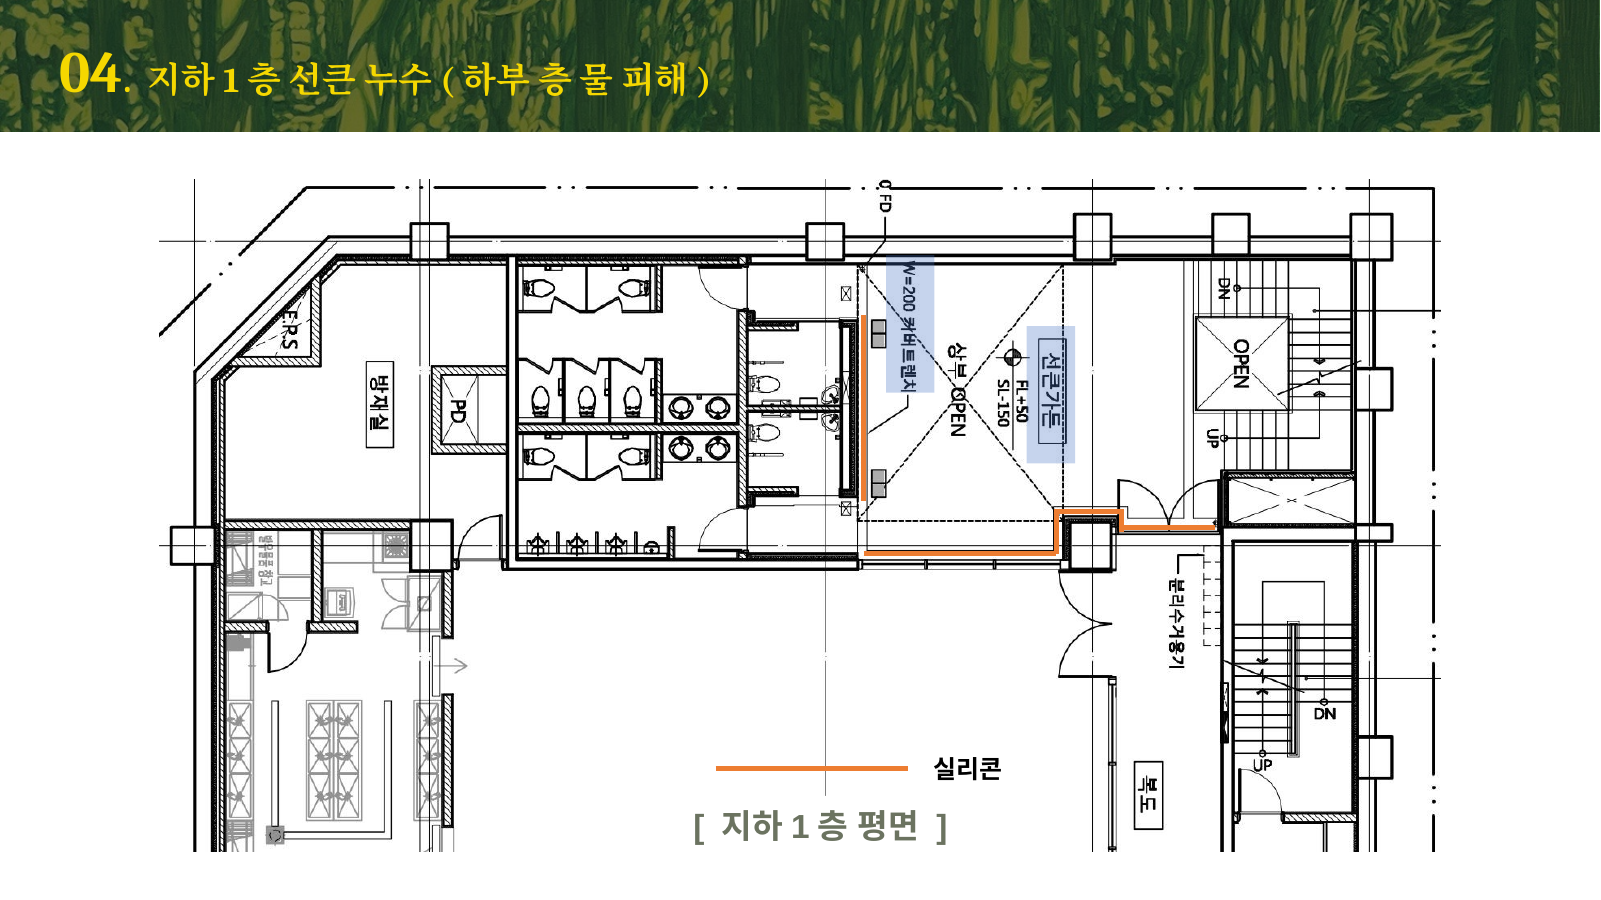 04. 지하 1 층 선큰 누수 ( 하부 층 물 피해 )
FD
W=200 커버트렌치
상부 OPEN
FL+50
SL-150
선큰가든
DN
OPEN
UP
E.P.S
방재실
PD
분리수거용기
DN
UP
복도
실리콘
[ 지하 1 층 평면 ]